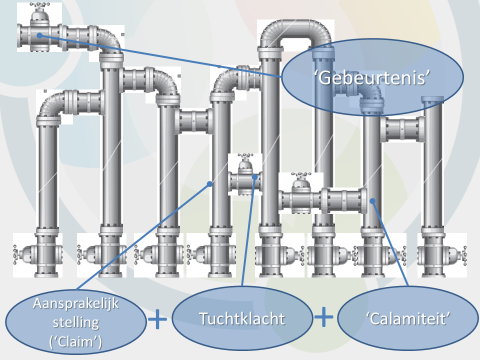 ‘Gebeurtenis’
Aansprakelijk
stelling
(‘Claim’)
+
Tuchtklacht
+
‘Calamiteit’